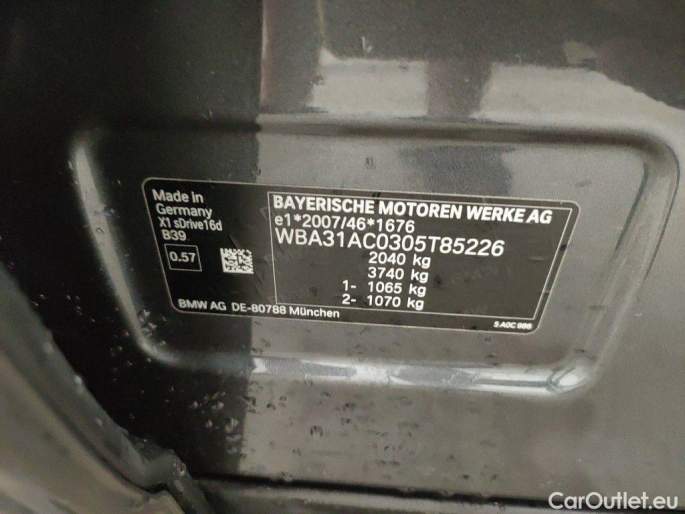 Made in
Germany
X1 sDrive16d
B39
0.57
BAYERISCHE MOTOREN WERKE AG
e1*2007/46*1676
WBA31AC0305T85226
2040 kg
3740 kg
1- 1065 kg
2- 1070 kg
BMW AG DE-80788 München
CarOutlet.eu